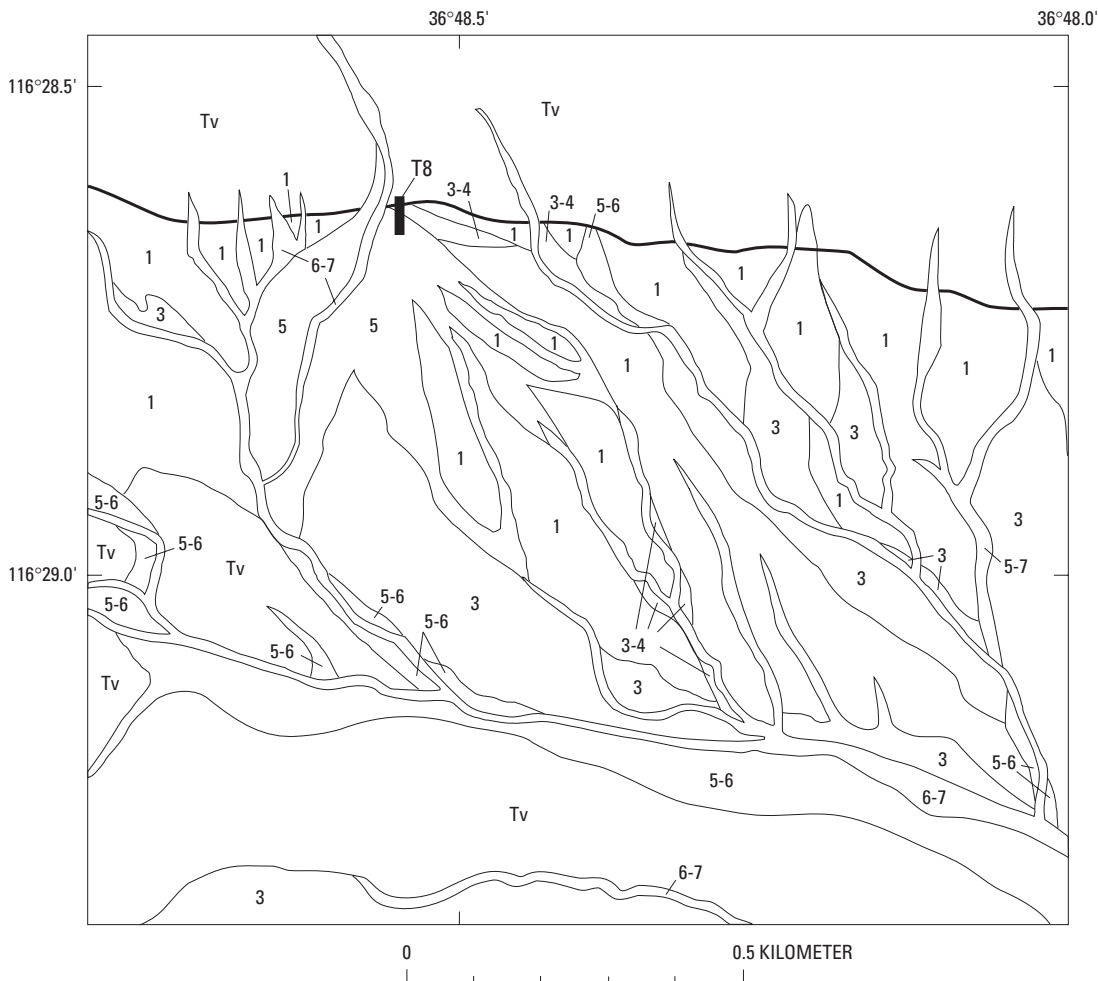 36°48.5' 36°48.0'
116°28.5'
Tv Tv
T8
1 3-4 3-4 5-6
1 1 1 1 1 1
6-7
1 1 1
3 5 5 1 1 1 1 1 1 1
1
3 3
1 1
5-6 1
3
Tv 5-6 1 3 5-7
Tv
116°29.0'
3
5-6 5-6 3
5-6
3-4
5-6
Tv 3
3 5-6
5-6
6-7
Tv
6-7
3
0 0.5 KILOMETER